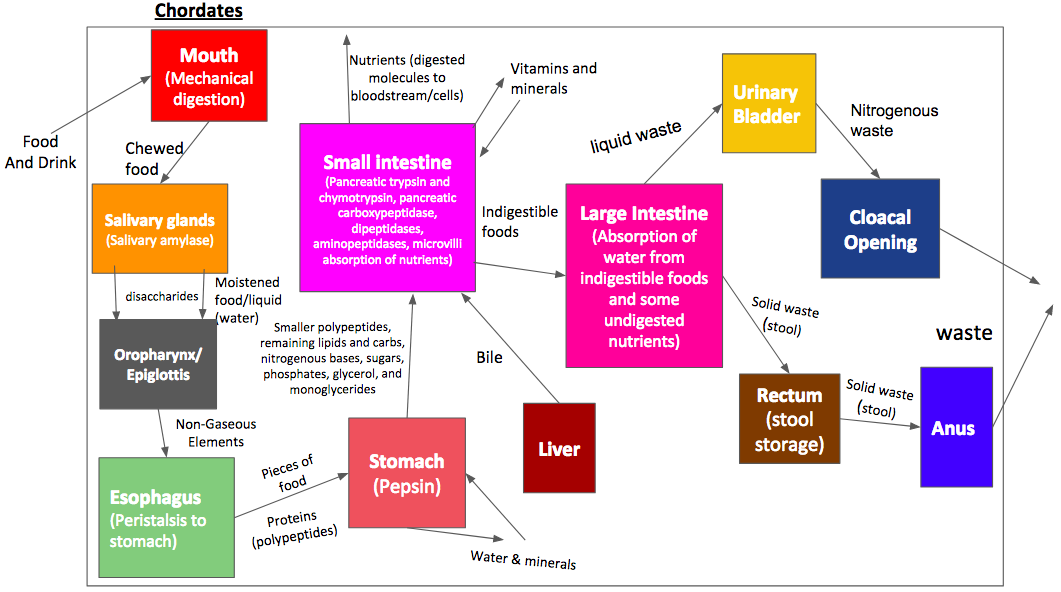 Chordates
Mouth
(Mechanical
digestion)
Food
And Drink
Chewed
food
Salivary glands
(Salivary amylase)
disaccharides
Moistened
food/liquid
(water)
Oropharynx/
Epiglottis
Non-Gaseous
Elements
Esophagus
(Peristalsis to
stomach)
Pieces of
food
Proteins
(polypeptides)
Stomach
(Pepsin)
Water & minerals
Smaller polypeptides,
remaining lipids and carbs,
nitrogenous bases, sugars,
phosphates, glycerol, and
monoglycerides
Bile
Liver
Nutrients (digested
molecules to
bloodstream/cells)
Vitamins and
minerals
Small intestine
(Pancreatic trypsin and
chymotrypsin, pancreatic
carboxypeptidase,
dipeptidases,
aminopeptidases, microvilli
absorption of nutrients)
Indigestible
foods
Large Intestine
(Absorption of
water from
indigestible foods
and some
undigested
nutrients)
liquid waste
Urinary
Bladder
Nitrogenous
waste
Cloacal
Opening
Solid waste
(stool)
Rectum
(stool
storage)
Solid waste
(stool)
Anus
waste